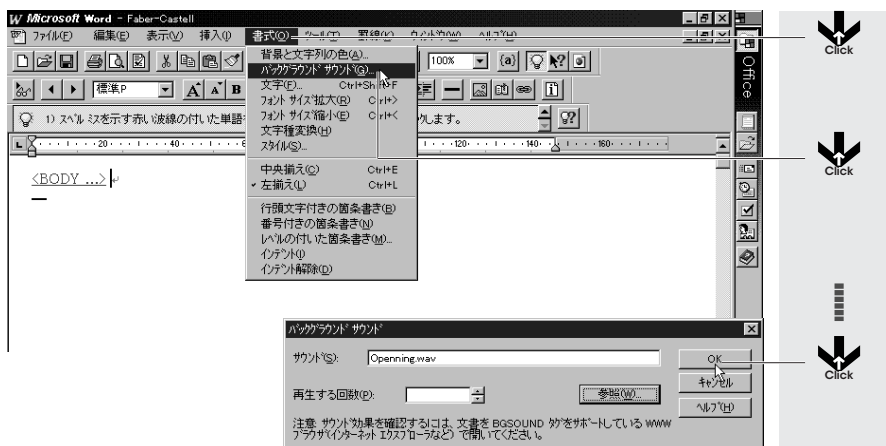 Microsoft Word - Faber-Castell
ファイル(F) 編集(E) 表示(V) 挿入(I) 書式(O) ツール(T) 罫線(K) ウィンドウ(W) ヘルプ(H)
Click
Office
標準P
100%
A A B
1) スペル ミスを示す赤い波線の付いた単語
クします。
20 40 120 140 160
<BODY ...>
背景と文字列の色(A)...
バックグラウンド サウンド(G)...
文字(F)... Ctrl+Shift+F
フォント サイズ拡大(R) Ctrl+>
フォント サイズ縮小(E) Ctrl+<
文字種変換(H)
スタイル(S)...
中央揃え(C) Ctrl+E
左揃え(L) Ctrl+L
行頭文字付きの箇条書き(B)
番号付きの箇条書き(N)
レベルの付いた箇条書き(M)...
インデント(I)
インデント解除(D)
Click
バックグラウンド サウンド
サウンド(S): Openning.wav
OK
Click
キャンセル
再生する回数(P):
参照(W)...
ヘルプ(H)
注意: サウンド効果を確認するには、文書を BGSOUND タグをサポートしている WWW
ブラウザ(インターネット エクスプローラなど) で開いてください。